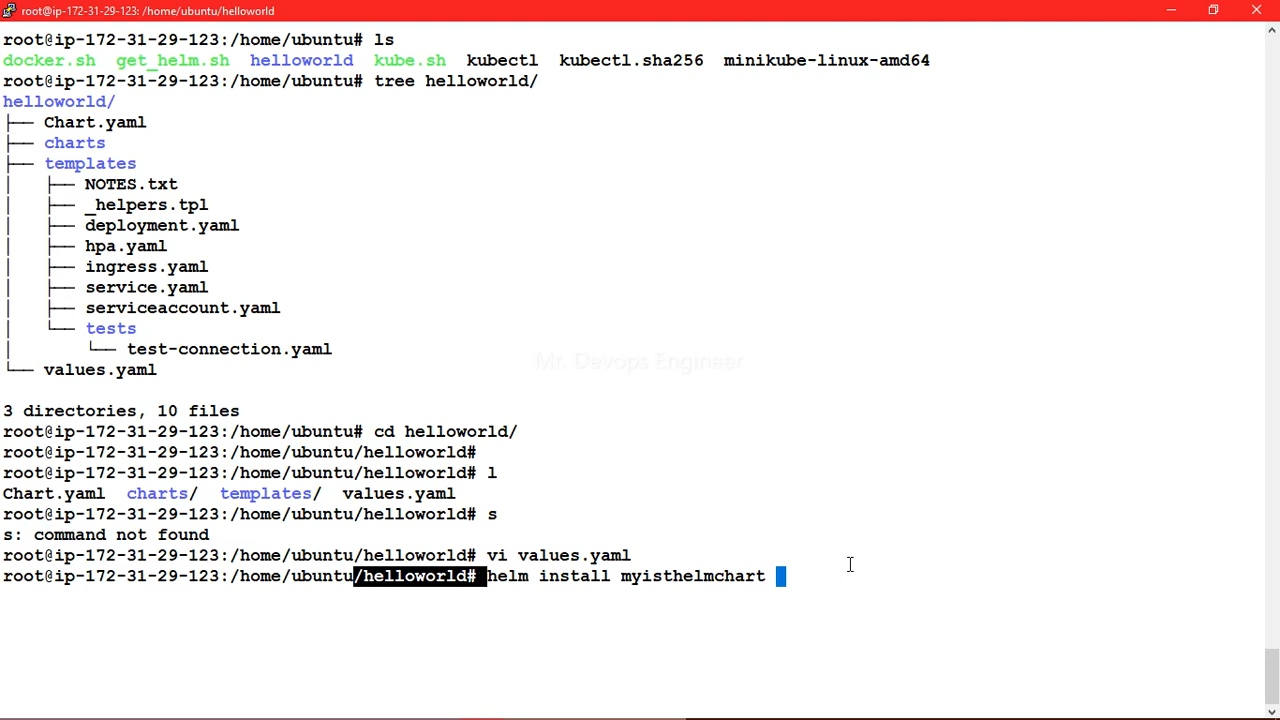 root@ip-172-31-29-123: /home/ubuntu/helloworld
root@ip-172-31-29-123:/home/ubuntu# ls
docker.sh  get_helm.sh  helloworld  kube.sh  kubectl  kubectl.sha256  minikube-linux-amd64
root@ip-172-31-29-123:/home/ubuntu# tree helloworld/
helloworld/
├── Chart.yaml
├── charts
├── templates
│   ├── NOTES.txt
│   ├── _helpers.tpl
│   ├── deployment.yaml
│   ├── hpa.yaml
│   ├── ingress.yaml
│   ├── service.yaml
│   ├── serviceaccount.yaml
│   └── tests
│       └── test-connection.yaml
└── values.yaml
Mr. Devops Engineer
3 directories, 10 files
root@ip-172-31-29-123:/home/ubuntu# cd helloworld/
root@ip-172-31-29-123:/home/ubuntu/helloworld#
root@ip-172-31-29-123:/home/ubuntu/helloworld# l
Chart.yaml  charts/  templates/  values.yaml
root@ip-172-31-29-123:/home/ubuntu/helloworld# s
s: command not found
root@ip-172-31-29-123:/home/ubuntu/helloworld# vi values.yaml
root@ip-172-31-29-123:/home/ubuntu/helloworld# helm install myisthelmchart